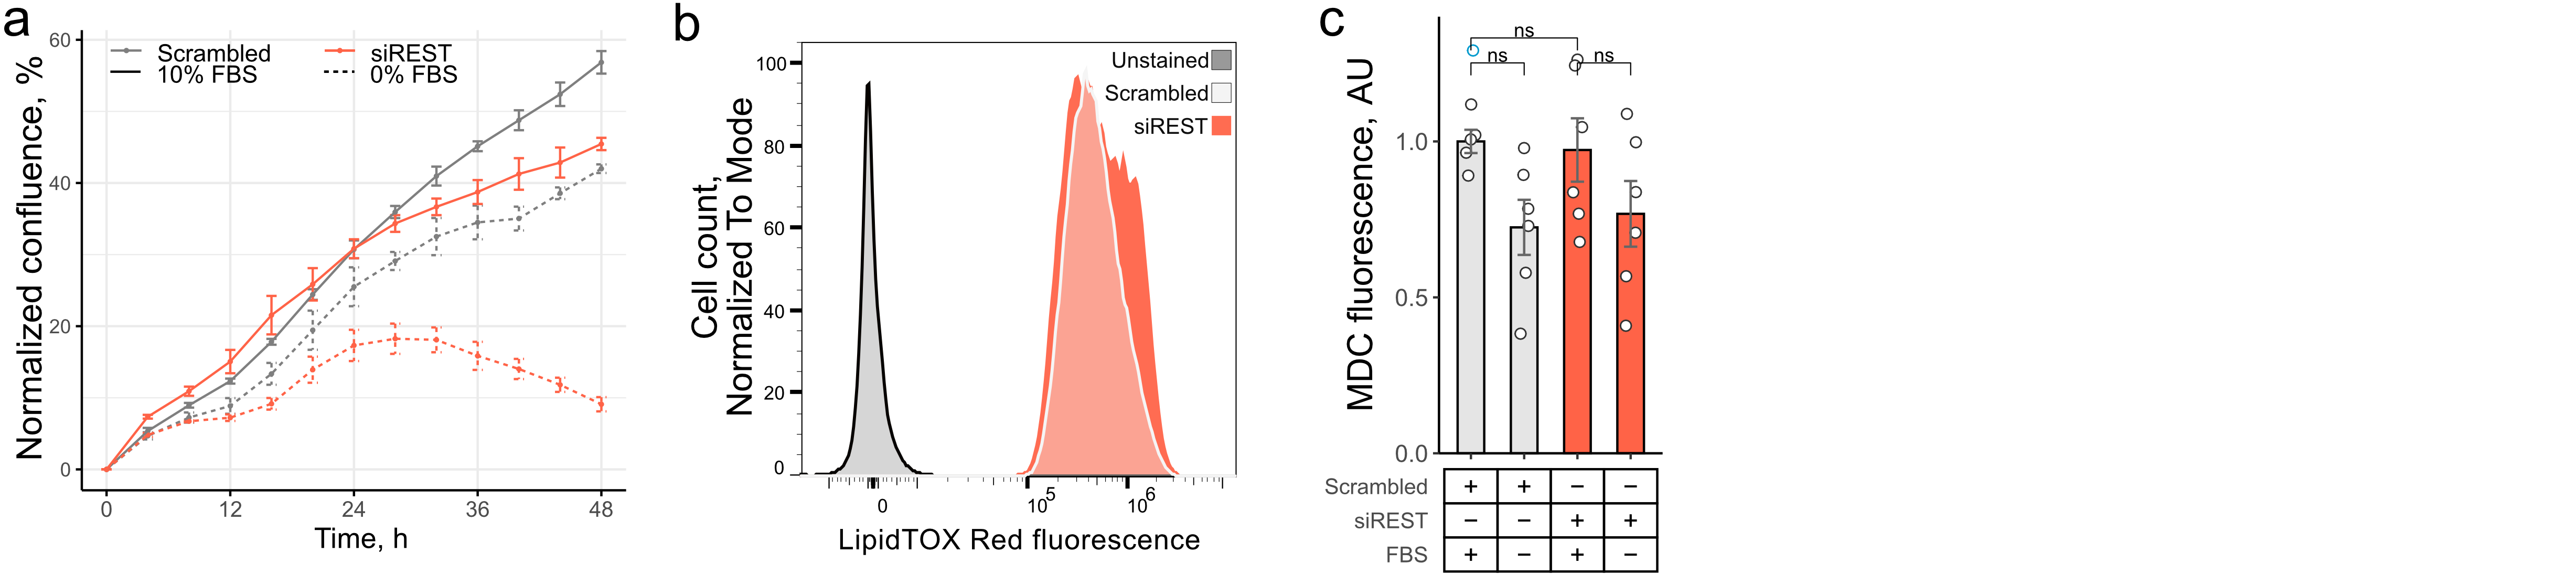 a
Normalized confluence, %
60
40
20
0
Scrambled
siREST
10% FBS
0% FBS
0
12
24
36
48
Time, h
b
Cell count,
Normalized To Mode
100
80
60
40
20
0
Unstained
Scrambled
siREST
0
10^5
10^6
LipidTOX Red fluorescence
c
MDC fluorescence, AU
1.0
0.5
0.0
ns
ns
ns
Scrambled + + − −
siREST − − + +
FBS + − + −